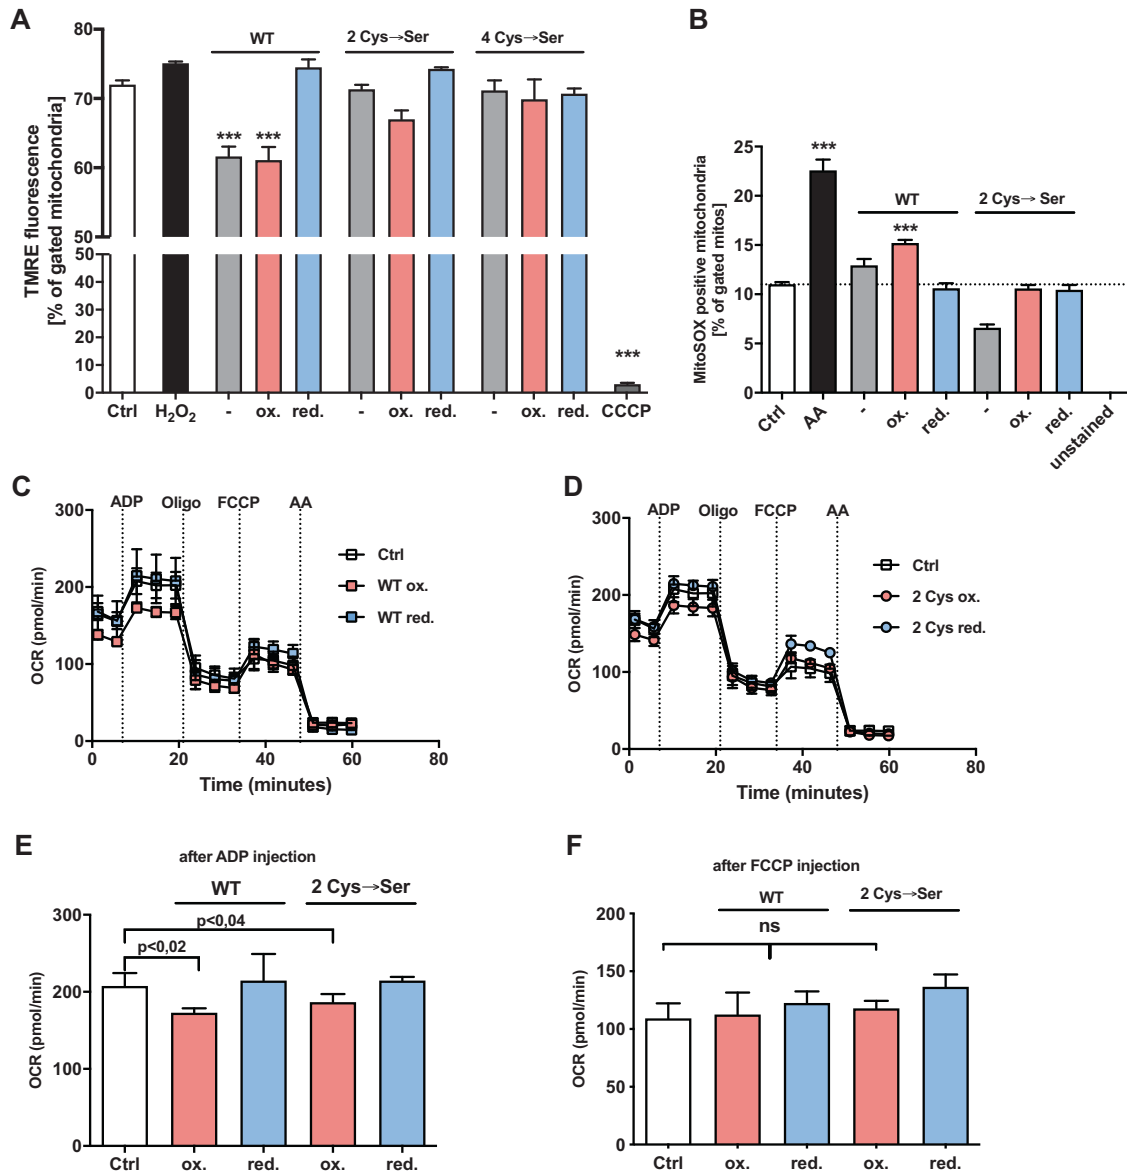 A
TMRE fluorescence
[% of gated mitochondria]
80
70
60
50
50
40
30
20
10
0
WT
2 Cys→Ser
4 Cys→Ser
***
***
***
Ctrl
H2O2
-
ox.
red.
-
ox.
red.
-
ox.
red.
CCCP
B
MitoSOX positive mitochondria
[% of gated mitos]
25
20
15
10
5
0
***
WT
2 Cys→ Ser
***
Ctrl
AA
-
ox.
red.
-
ox.
red.
unstained
C
OCR (pmol/min)
300
200
100
0
ADP
Oligo
FCCP
AA
Ctrl
WT ox.
WT red.
0
20
40
60
80
Time (minutes)
D
OCR (pmol/min)
300
200
100
0
ADP
Oligo
FCCP
AA
Ctrl
2 Cys ox.
2 Cys red.
0
20
40
60
80
Time (minutes)
E
after ADP injection
WT
2 Cys→Ser
OCR (pmol/min)
300
200
100
0
p<0,04
p<0,02
Ctrl
ox.
red.
ox.
red.
F
after FCCP injection
WT
2 Cys→Ser
OCR (pmol/min)
200
150
100
50
0
ns
Ctrl
ox.
red.
ox.
red.